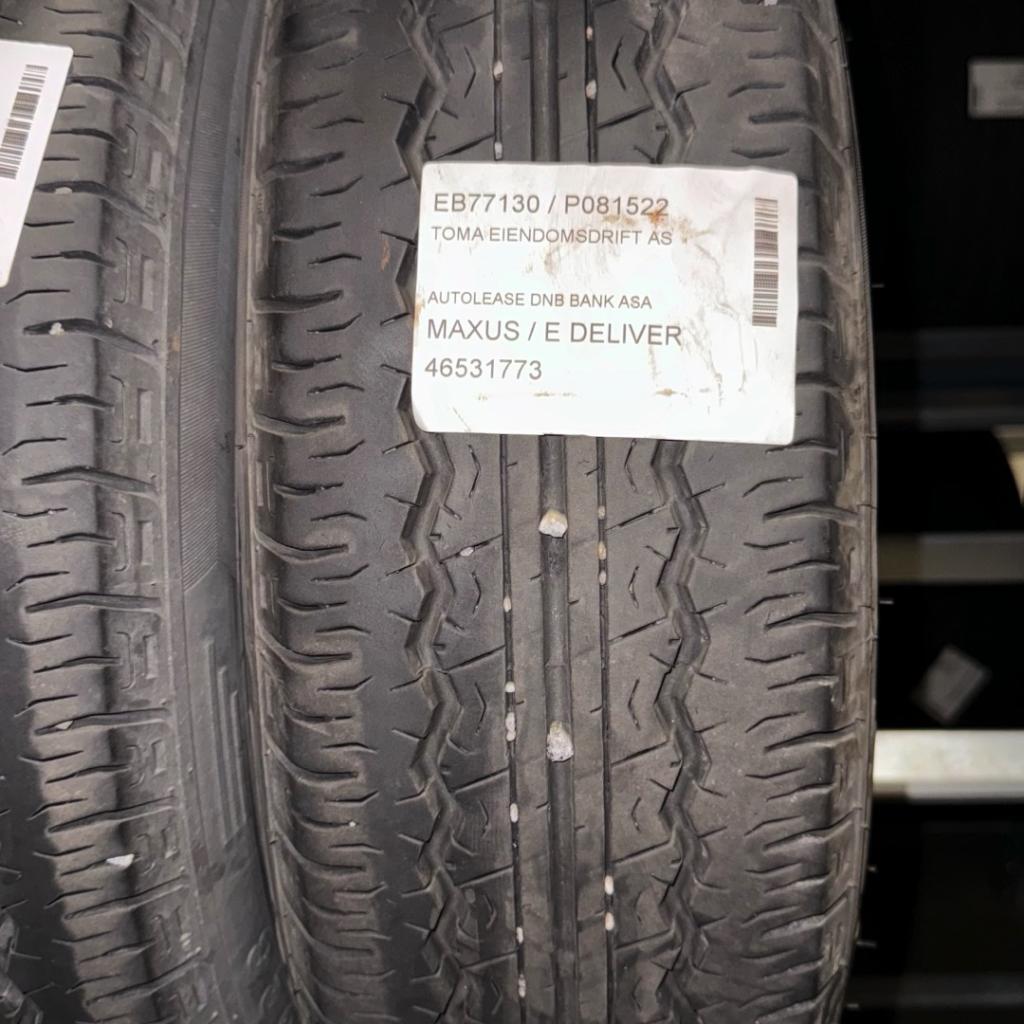 EB77130 / P081522
TOMA EIENDOMSDRIFT AS
AUTOLEASE DNB BANK ASA
MAXUS / E DELIVER
46531773